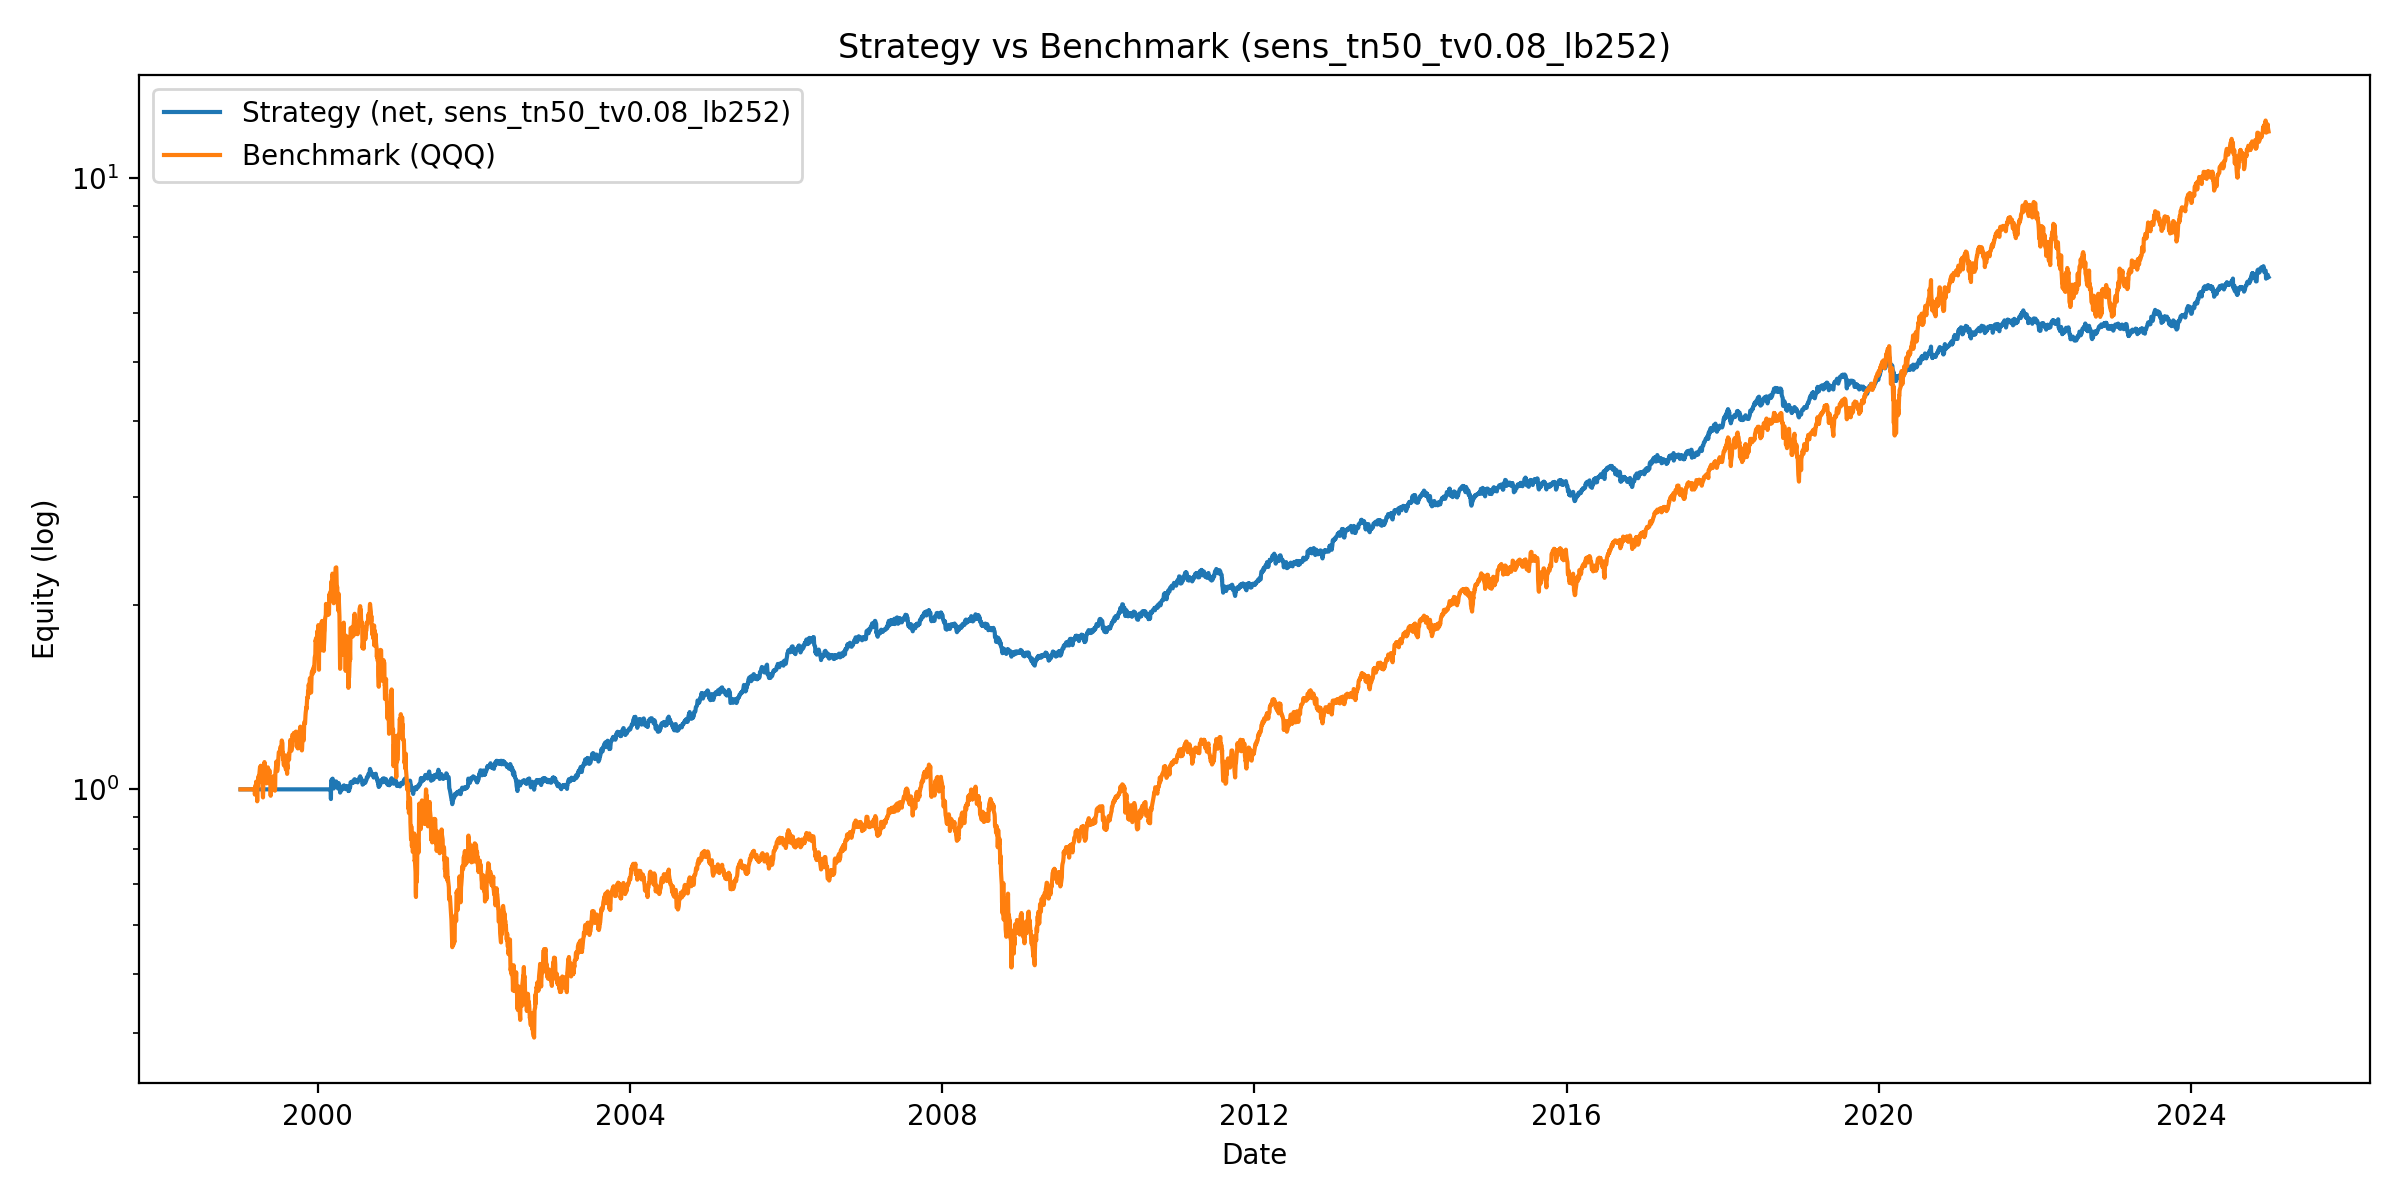 Strategy vs Benchmark (sens_tn50_tv0.08_lb252)
Strategy (net, sens_tn50_tv0.08_lb252)
Benchmark (QQQ)
10¹
10⁰
Equity (log)
2000 2004 2008 2012 2016 2020 2024
Date